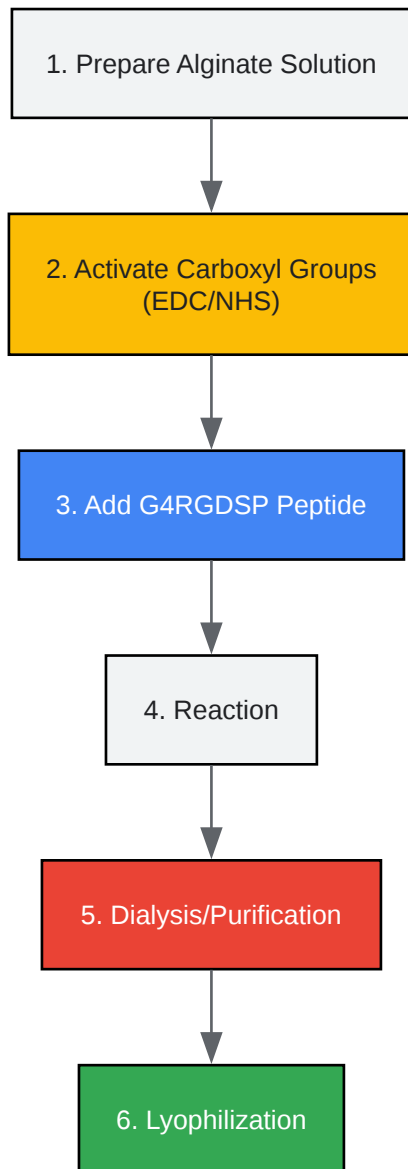 1. Prepare Alginate Solution
2. Activate Carboxyl Groups
(EDC/NHS)
3. Add G4RGDSP Peptide
4. Reaction
5. Dialysis/Purification
6. Lyophilization